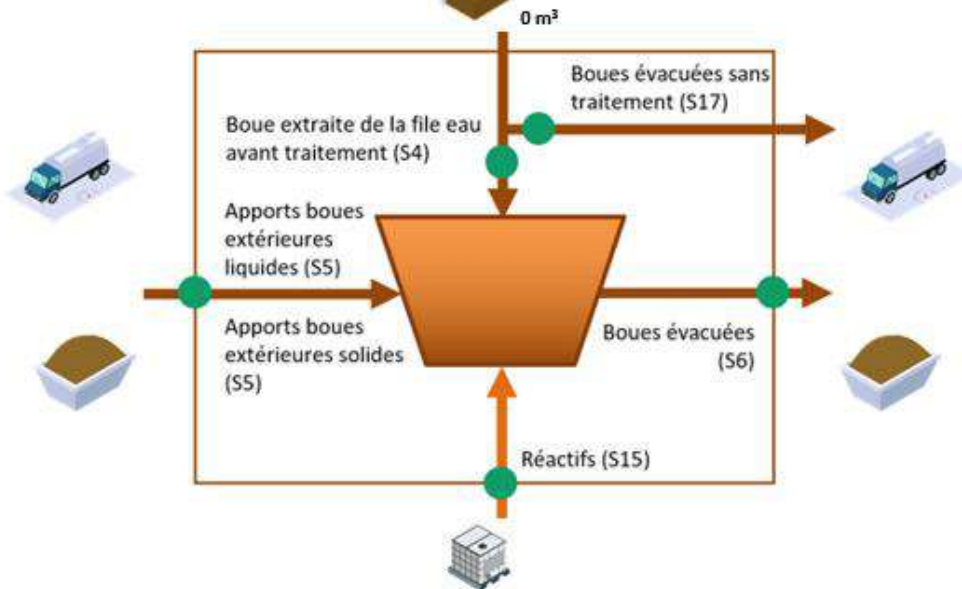 0 m³
Boues évacuées sans
traitement (S17)
Boue extraite de la file eau
avant traitement (S4)
Apports boues
extérieures
liquides (S5)
Apports boues
extérieures solides
(S5)
Boues évacuées
(S6)
Réactifs (S15)